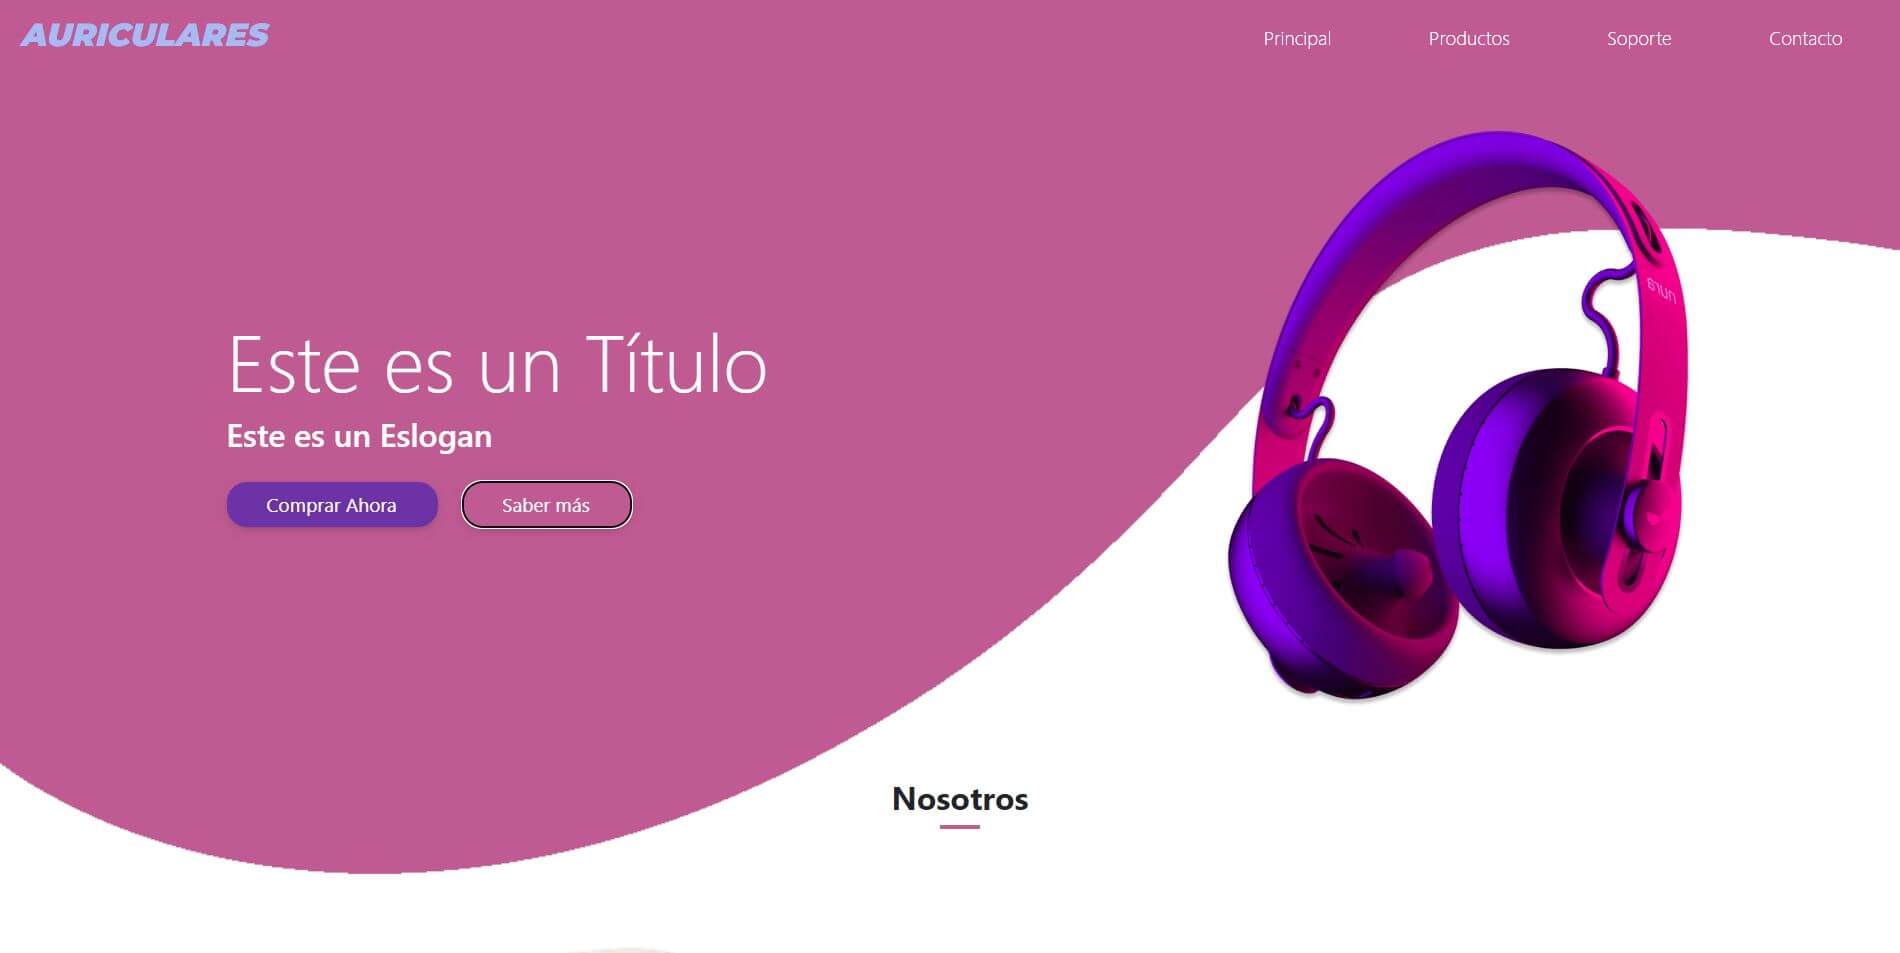 AURICULARES
Principal Productos Soporte Contacto
nura
Este es un Título
Este es un Eslogan
Comprar Ahora Saber más
Nosotros